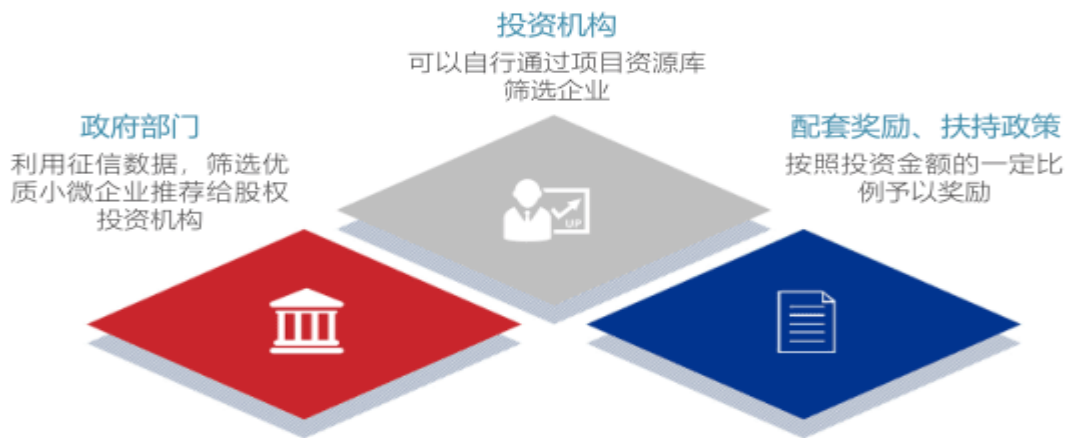 投资机构
可以自行通过项目资源库
筛选企业
政府部门
利用征信数据，筛选优
质小微企业推荐给股权
投资机构
配套奖励、扶持政策
按照投资金额的一定比
例予以奖励
UP